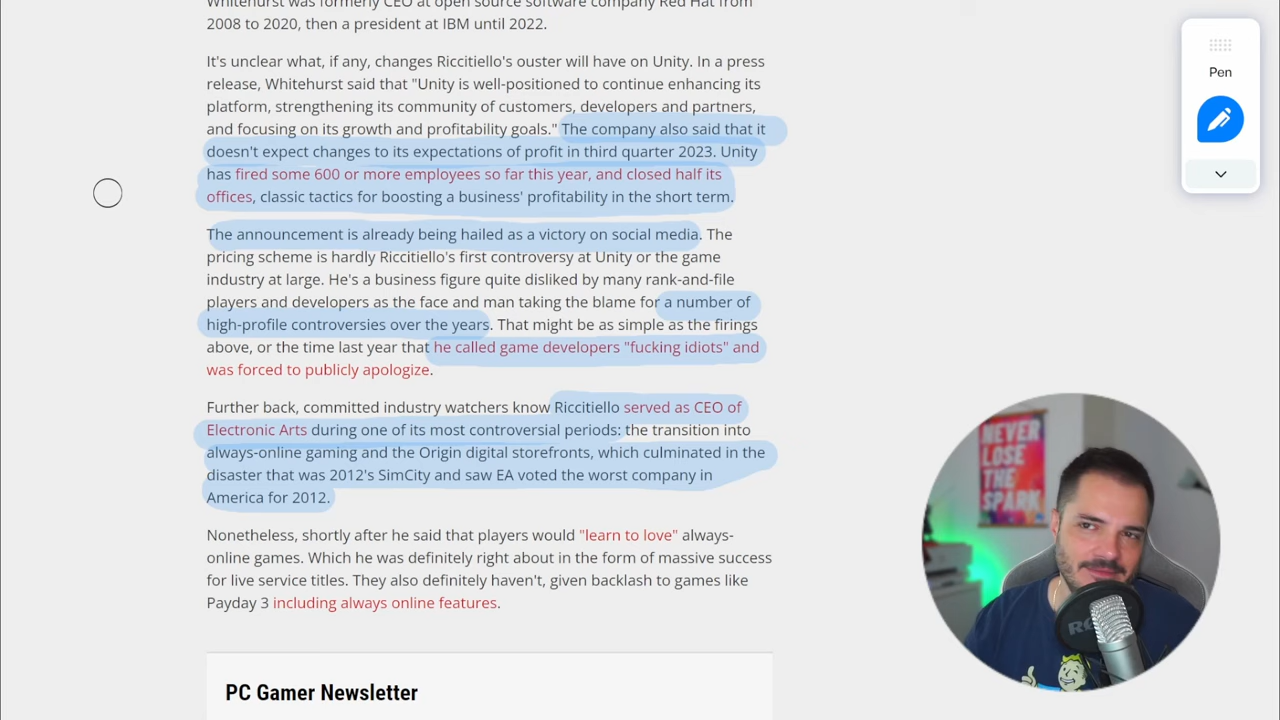 Whitehurst was formerly CEO at open source software company Red Hat from
2008 to 2020, then a president at IBM until 2022.
It's unclear what, if any, changes Riccitiello's ouster will have on Unity. In a press
release, Whitehurst said that "Unity is well-positioned to continue enhancing its
platform, strengthening its community of customers, developers and partners,
and focusing on its growth and profitability goals." The company also said that it
doesn't expect changes to its expectations of profit in third quarter 2023. Unity
has fired some 600 or more employees so far this year, and closed half its
offices, classic tactics for boosting a business' profitability in the short term.
The announcement is already being hailed as a victory on social media. The
pricing scheme is hardly Riccitiello's first controversy at Unity or the game
industry at large. He's a business figure quite disliked by many rank-and-file
players and developers as the face and man taking the blame for a number of
high-profile controversies over the years. That might be as simple as the firings
above, or the time last year that he called game developers "fucking idiots" and
was forced to publicly apologize.
Further back, committed industry watchers know Riccitiello served as CEO of
Electronic Arts during one of its most controversial periods: the transition into
always-online gaming and the Origin digital storefronts, which culminated in the
disaster that was 2012's SimCity and saw EA voted the worst company in
America for 2012.
Nonetheless, shortly after he said that players would "learn to love" always-
online games. Which he was definitely right about in the form of massive success
for live service titles. They also definitely haven't, given backlash to games like
Payday 3 including always online features.
PC Gamer Newsletter
Pen
NEVER
LOSE
THE
SPARK